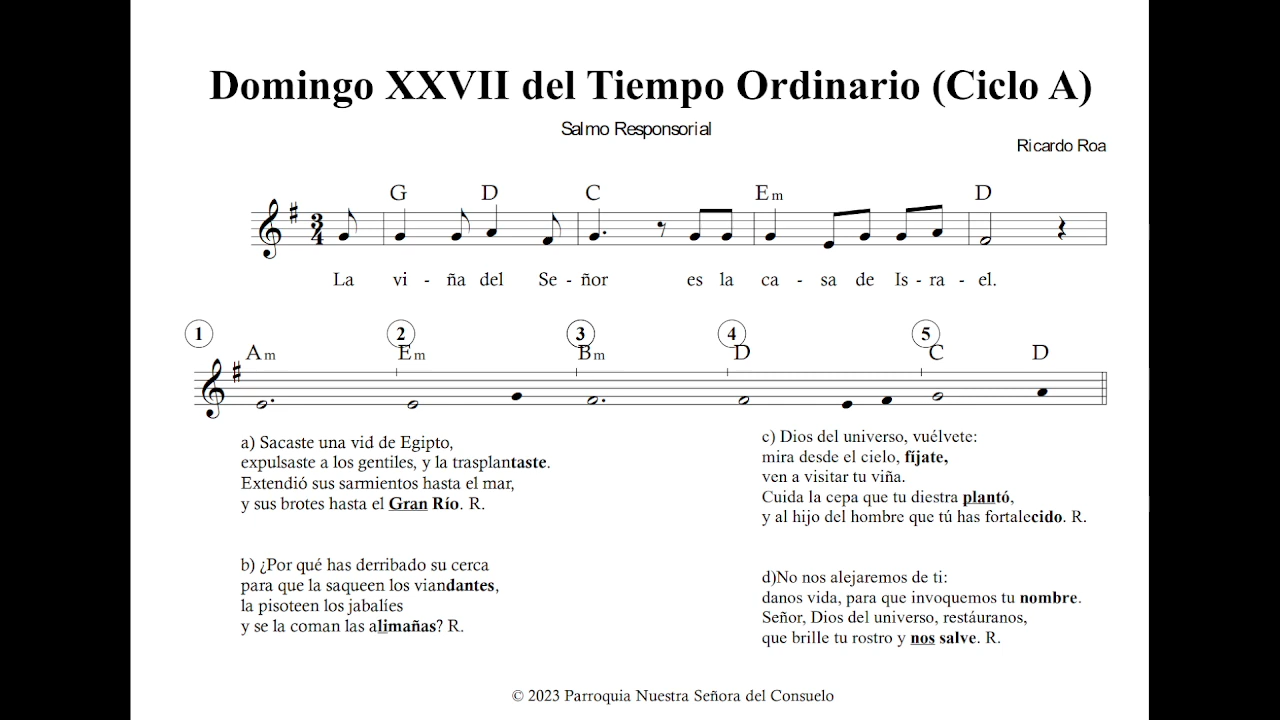 Domingo XXVII del Tiempo Ordinario (Ciclo A)
Salmo Responsorial
Ricardo Roa
G D C Em D
3
4
La vi - ña del Se - ñor es la ca - sa de Is - ra - el.
1 2 3 4 5
Am Em Bm D C D
a) Sacaste una vid de Egipto,
expulsaste a los gentiles, y la trasplantaste.
Extendió sus sarmientos hasta el mar,
y sus brotes hasta el Gran Río. R.
b) ¿Por qué has derribado su cerca
para que la saqueen los viandantes,
la pisoteen los jabalíes
y se la coman las alimañas? R.
c) Dios del universo, vuélvete:
mira desde el cielo, fíjate,
ven a visitar tu viña.
Cuida la cepa que tu diestra plantó,
y al hijo del hombre que tú has fortalecido. R.
d)No nos alejaremos de ti:
danos vida, para que invoquemos tu nombre.
Señor, Dios del universo, restáuranos,
que brille tu rostro y nos salve. R.
© 2023 Parroquia Nuestra Señora del Consuelo